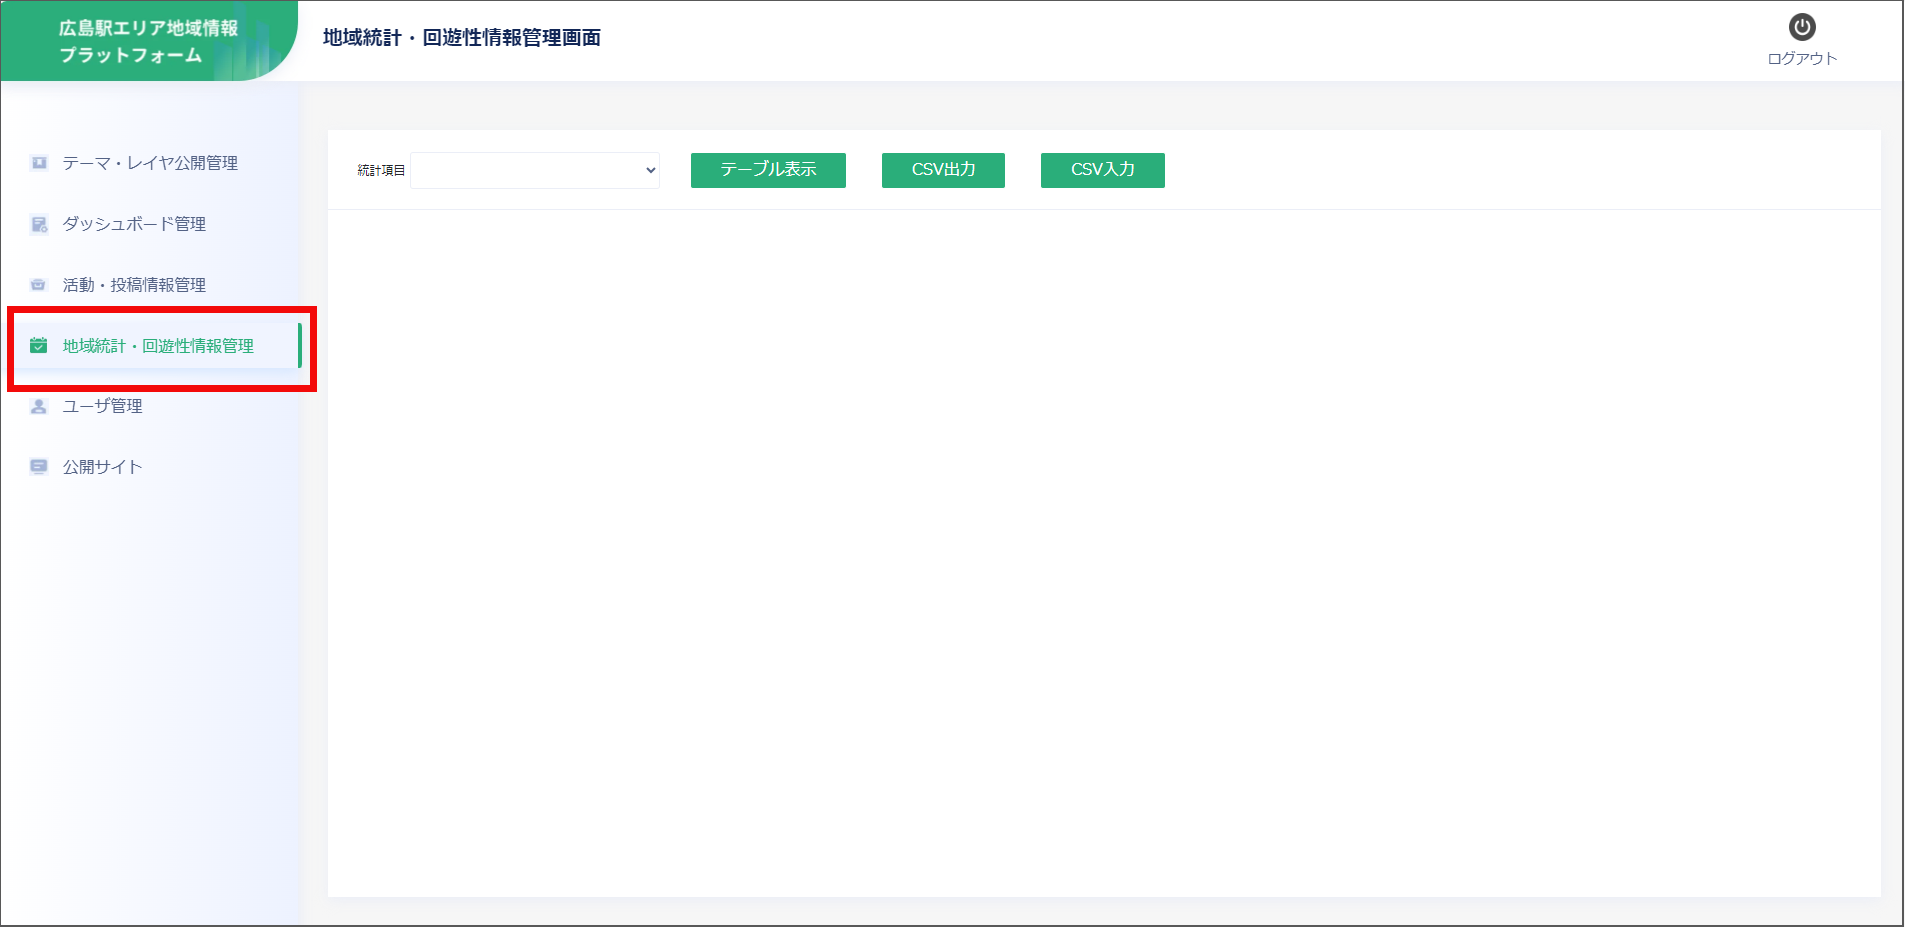 広島駅エリア地域情報
プラットフォーム
地域統計・回遊性情報管理画面
ログアウト
テーマ・レイヤ公開管理
ダッシュボード管理
活動・投稿情報管理
地域統計・回遊性情報管理
ユーザ管理
公開サイト
統計項目
テーブル表示
CSV出力
CSV入力